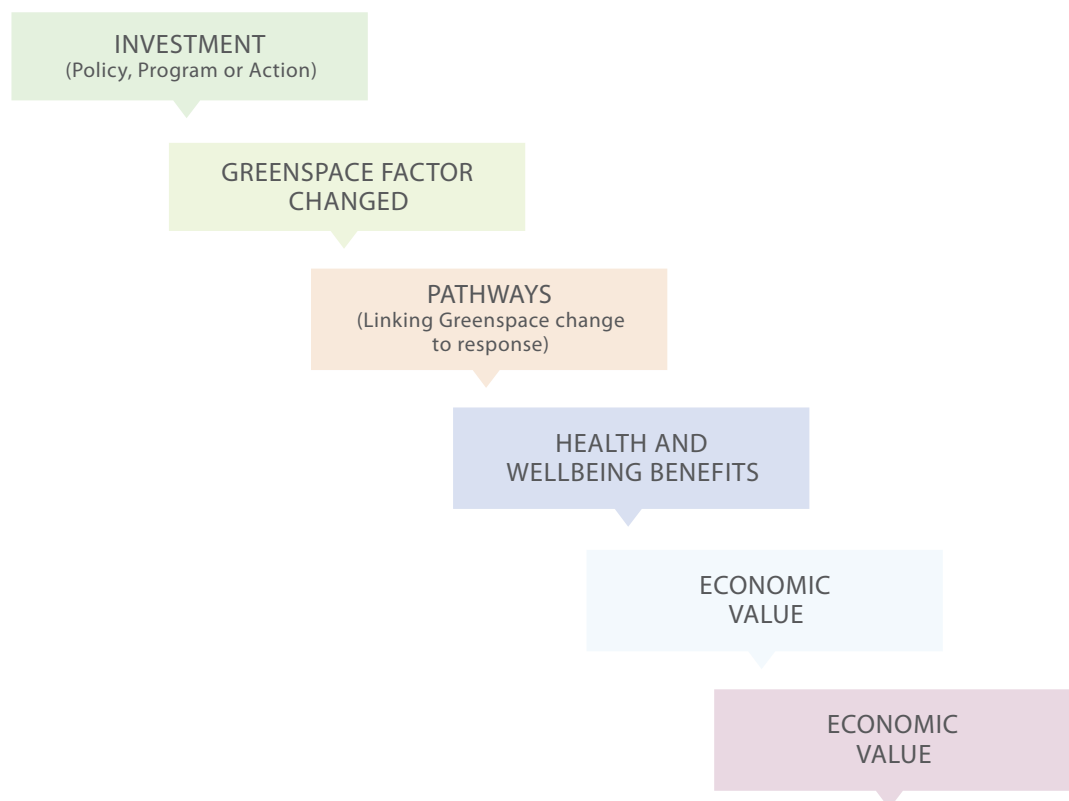 INVESTMENT
(Policy, Program or Action)
GREENSPACE FACTOR
CHANGED
PATHWAYS
(Linking Greenspace change
to response)
HEALTH AND
WELLBEING BENEFITS
ECONOMIC
VALUE
ECONOMIC
VALUE